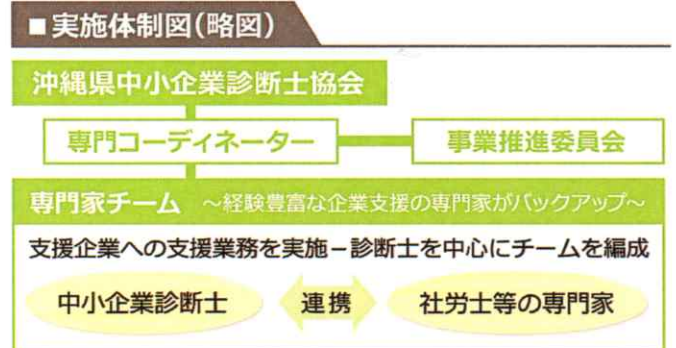 ■実施体制図(略図)
沖縄県中小企業診断士協会
専門コーディネーター 事業推進委員会
専門家チーム ～経験豊富な企業支援の専門家がバックアップ～
支援企業への支援業務を実施－診断士を中心にチームを編成
中小企業診断士 連携 社労士等の専門家